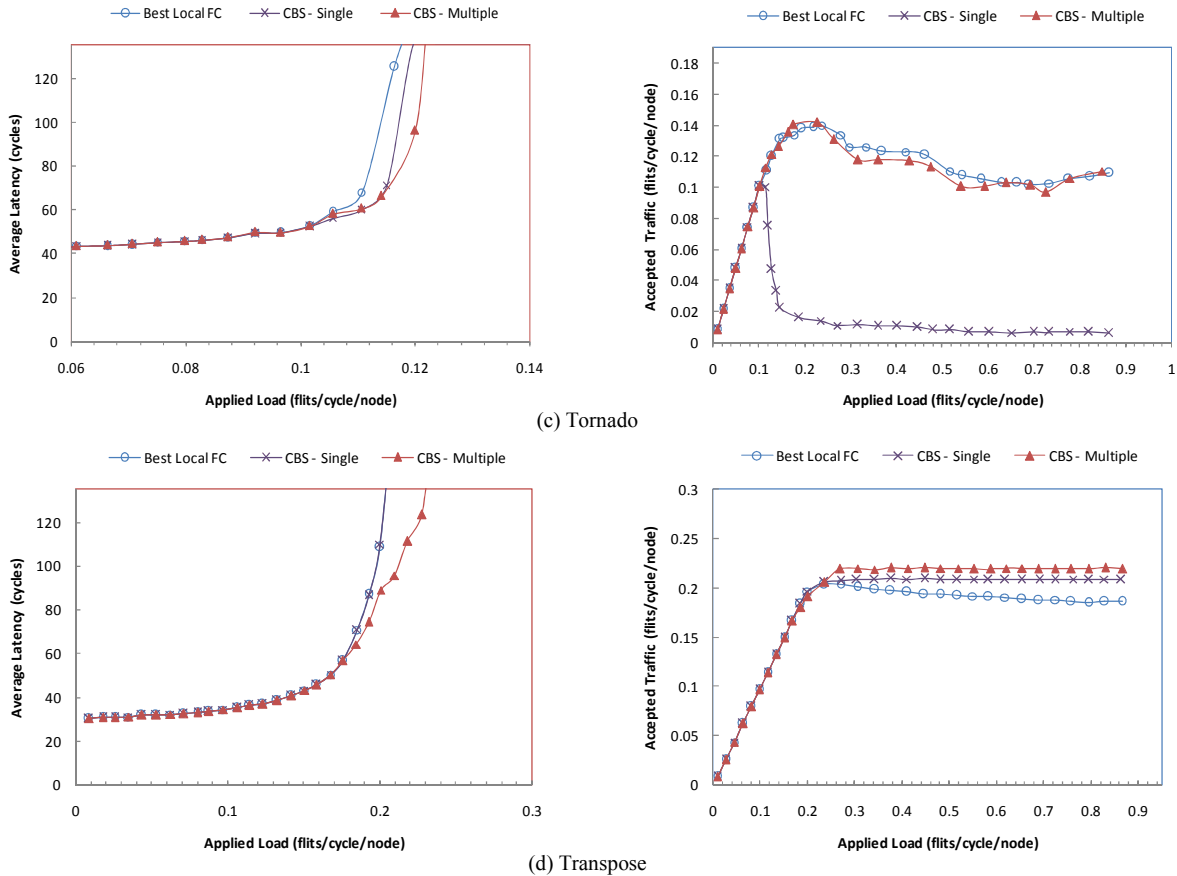 Best Local FC CBS - Single CBS - Multiple
Average Latency (cycles)
120
100
80
60
40
20
0
0.06 0.08 0.1 0.12 0.14
Applied Load (flits/cycle/node)
Best Local FC CBS - Single CBS - Multiple
Accepted Traffic (flits/cycle/node)
0.18
0.16
0.14
0.12
0.1
0.08
0.06
0.04
0.02
0
0 0.1 0.2 0.3 0.4 0.5 0.6 0.7 0.8 0.9 1
Applied Load (flits/cycle/node)
(c) Tornado
Best Local FC CBS - Single CBS - Multiple
Average Latency (cycles)
120
100
80
60
40
20
0
0 0.1 0.2 0.3
Applied Load (flits/cycle/node)
Best Local FC CBS - Single CBS - Multiple
Accepted Traffic (flits/cycle/node)
0.3
0.25
0.2
0.15
0.1
0.05
0
0 0.1 0.2 0.3 0.4 0.5 0.6 0.7 0.8 0.9
Applied Load (flits/cycle/node)
(d) Transpose